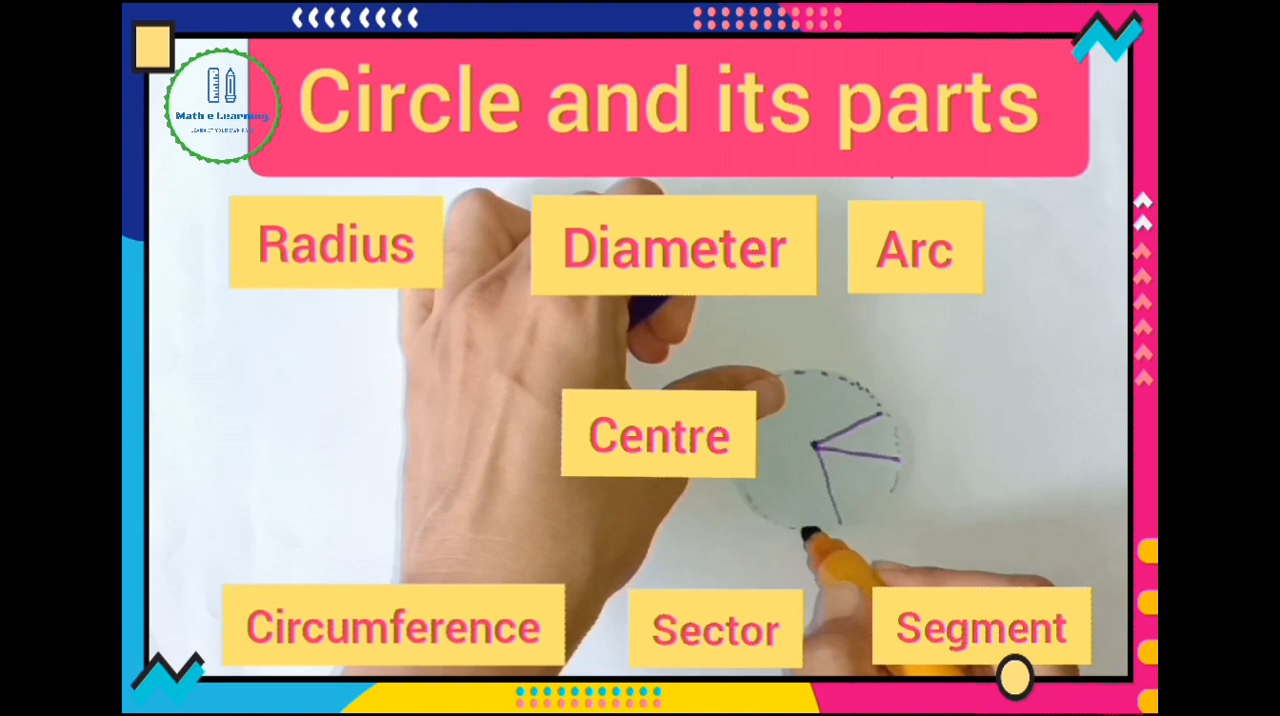 Circle and its parts
Math e Learning
Radius
Diameter
Arc
Centre
Circumference
Sector
Segment